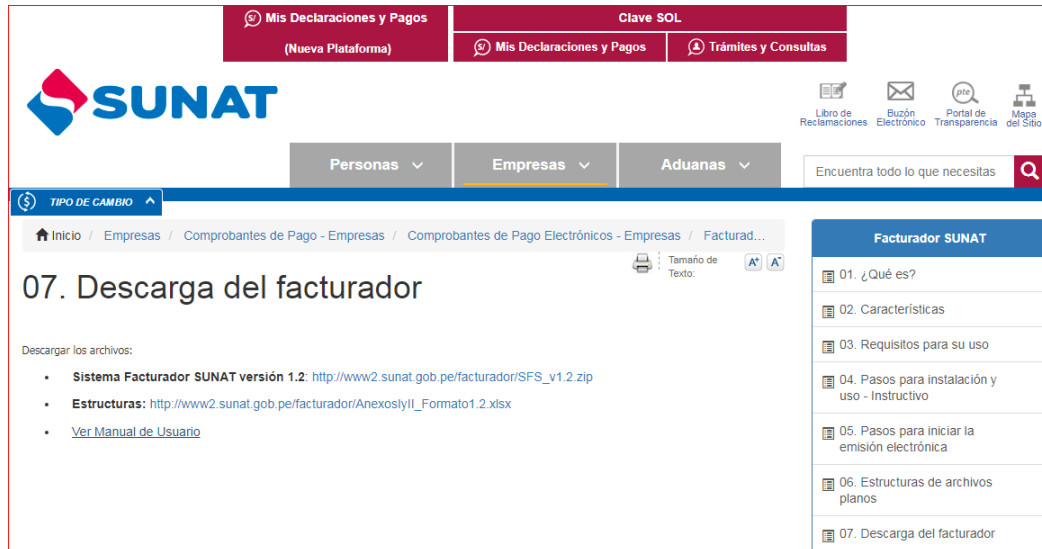 Mis Declaraciones y Pagos
(Nueva Plataforma)
Clave SOL
Mis Declaraciones y Pagos
Trámites y Consultas
SUNAT
Libro de
Reclamaciones
Buzón
Electrónico
pte
Portal de
Transparencia
Mapa
del Sitio
Personas
Empresas
Aduanas
Encuentra todo lo que necesitas
TIPO DE CAMBIO
Inicio / Empresas / Comprobantes de Pago - Empresas / Comprobantes de Pago Electrónicos - Empresas / Facturad...
Tamaño de
Texto:
A+ A-
07. Descarga del facturador
Descargar los archivos:
• Sistema Facturador SUNAT versión 1.2: http://www2.sunat.gob.pe/facturador/SFS_v1.2.zip
• Estructuras: http://www2.sunat.gob.pe/facturador/AnexosIyII_Formato1.2.xlsx
• Ver Manual de Usuario
Facturador SUNAT
01. ¿Qué es?
02. Características
03. Requisitos para su uso
04. Pasos para instalación y
uso - Instructivo
05. Pasos para iniciar la
emisión electrónica
06. Estructuras de archivos
planos
07. Descarga del facturador